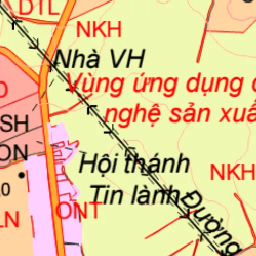 DTL
NKH
Nhà VH
Vùng ứng dụng
nghệ sản xuấ
SH
ON
Hội thánh
Tin lành
NKH
Đường
ONT
LN